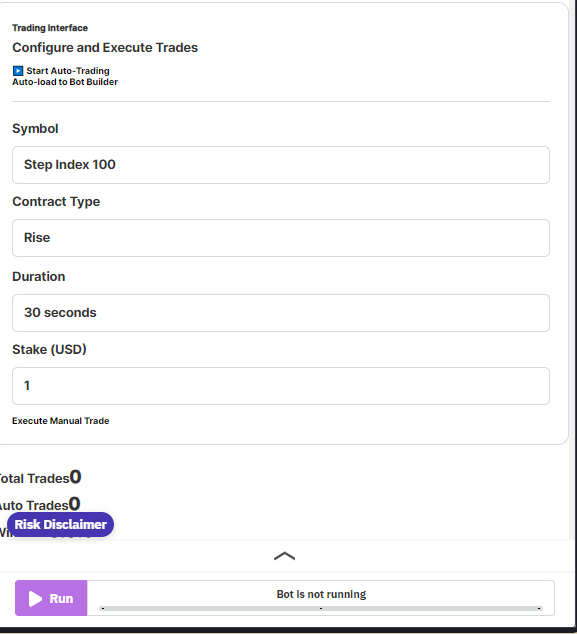 Trading Interface
Configure and Execute Trades
▶ Start Auto-Trading
Auto-load to Bot Builder
Symbol
Step Index 100
Contract Type
Rise
Duration
30 seconds
Stake (USD)
1
Execute Manual Trade
otal Trades0
uto Trades0
Risk Disclaimer
Run
Bot is not running